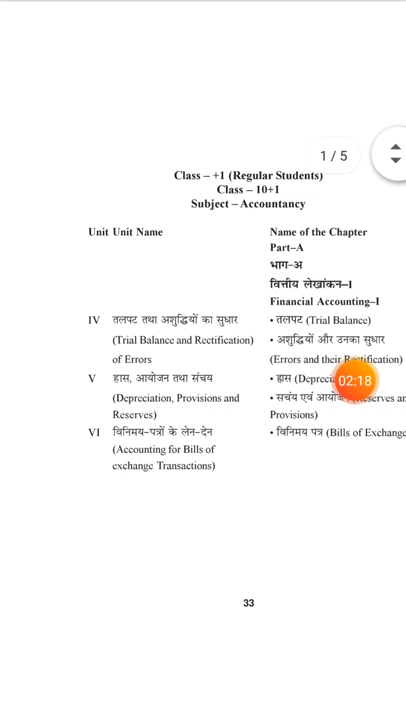 1 / 5
Class – +1 (Regular Students)
Class – 10+1
Subject – Accountancy
Unit Unit Name Name of the Chapter
Part–A
भाग-अ
वित्तीय लेखांकन–I
Financial Accounting–I
IV तलपट तथा अशुद्धियों का सुधार • तलपट (Trial Balance)
(Trial Balance and Rectification) • अशुद्धियों और उनका सुधार
of Errors (Errors and their Rectification)
V ह्रास, आयोजन तथा संचय • ह्रास (Depreci
02:18
(Depreciation, Provisions and • सचंय एवं आयोज
Reserves) Provisions)
VI विनिमय-पत्रों के लेन-देन • विनिमय पत्र (Bills of Exchange
(Accounting for Bills of
exchange Transactions)
33